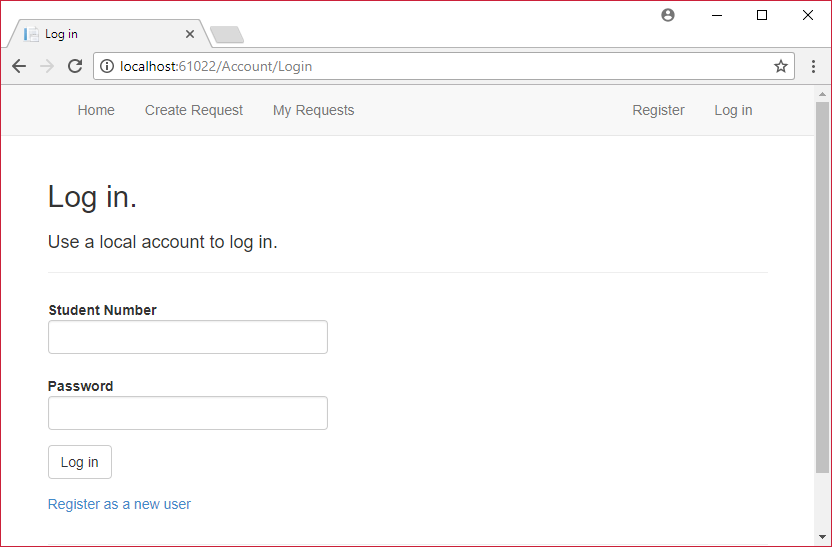 Log in
localhost:61022/Account/Login
Home Create Request My Requests Register Log in
Log in.
Use a local account to log in.
Student Number
Password
Log in
Register as a new user